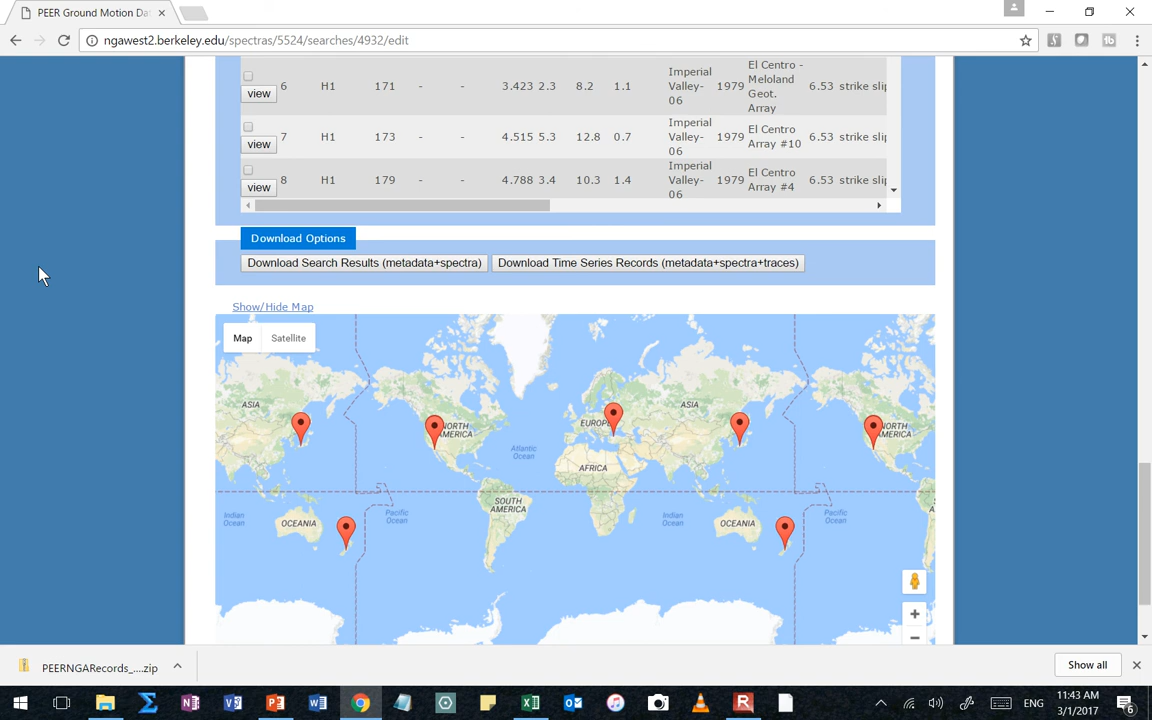 PEER Ground Motion Da
ngawest2.berkeley.edu/spectras/5524/searches/4932/edit
6 H1 171 - - 3.423 2.3 8.2 1.1 Imperial Valley-06 1979 El Centro - Meloland Geot. Array 6.53 strike slip
view
7 H1 173 - - 4.515 5.3 12.8 0.7 Imperial Valley-06 1979 El Centro Array #10 6.53 strike slip
view
8 H1 179 - - 4.788 3.4 10.3 1.4 Imperial Valley-06 1979 El Centro Array #4 6.53 strike slip
view
Download Options
Download Search Results (metadata+spectra) Download Time Series Records (metadata+spectra+traces)
Show/Hide Map
Map Satellite
ASIA NORTH AMERICA EUROPE ASIA NORTH AMERICA
Atlantic Ocean
AFRICA
SOUTH AMERICA
Indian Ocean OCEANIA Pacific Ocean Indian Ocean OCEANIA Pacific Ocean
PEERNGARecords_....zip Show all
ENG 11:43 AM
3/1/2017
6